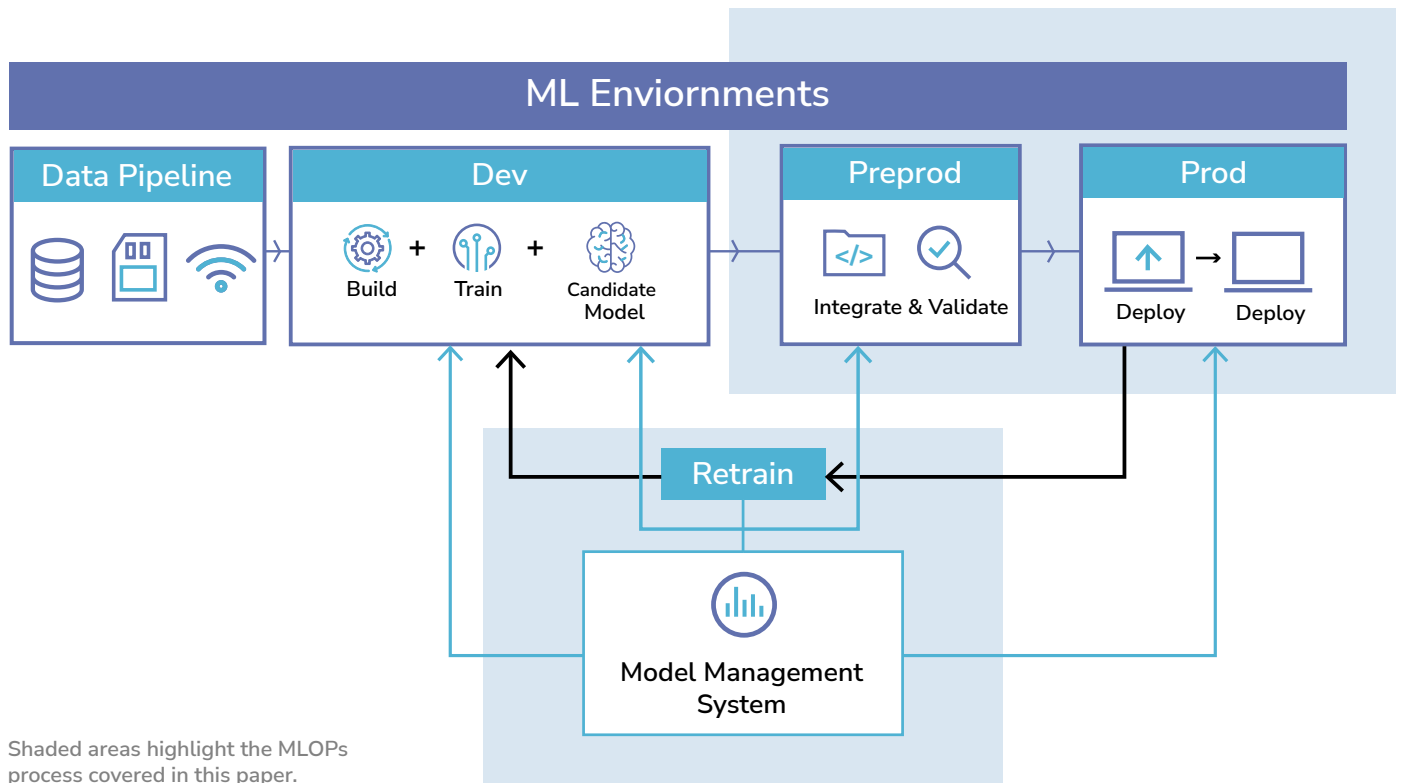 ML Enviornments
Data Pipeline
Dev
Build
+
Train
+
Candidate
Model
Preprod
</>
Integrate & Validate
Prod
Deploy
Deploy
Retrain
Model Management
System
Shaded areas highlight the MLOPs
process covered in this paper.